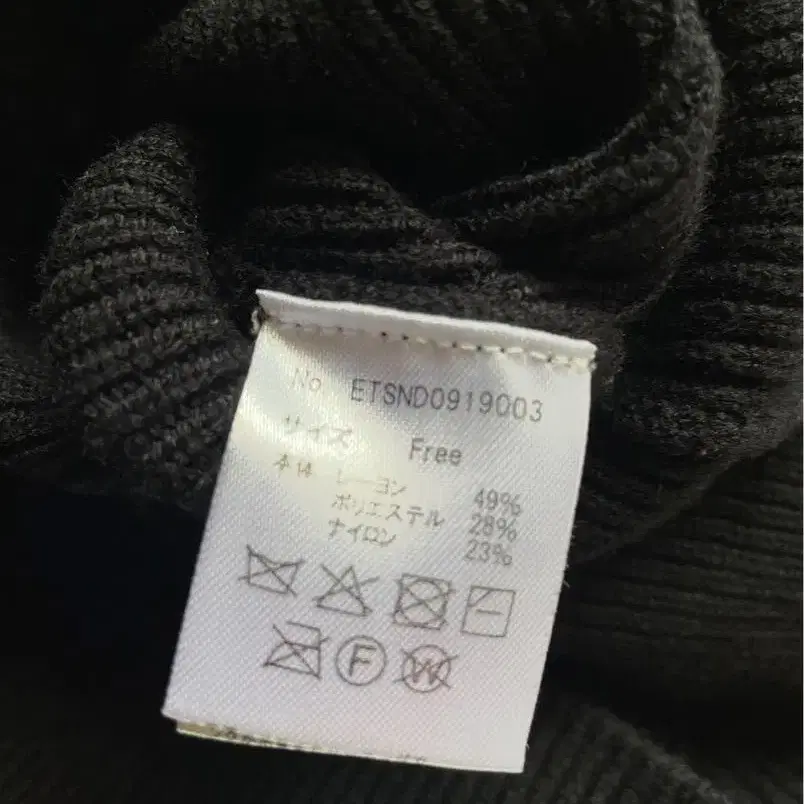 No. ETSND0919003
サイズ Free
本体 レーヨン 49%
ポリエステル 28%
ナイロン 23%
F W